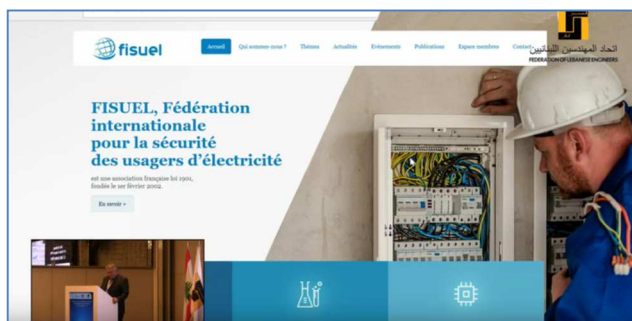 fisuel
Accueil Qui sommes-nous ? Thèmes Actualités Evénements Publications Espace membres Contact
اتحاد المهندسين اللبنانيين
FEDERATION OF LEBANESE ENGINEERS
FISUEL, Fédération
internationale
pour la sécurité
des usagers d'électricité
est une association française loi 1901,
fondée le 1er février 2002.
En savoir +